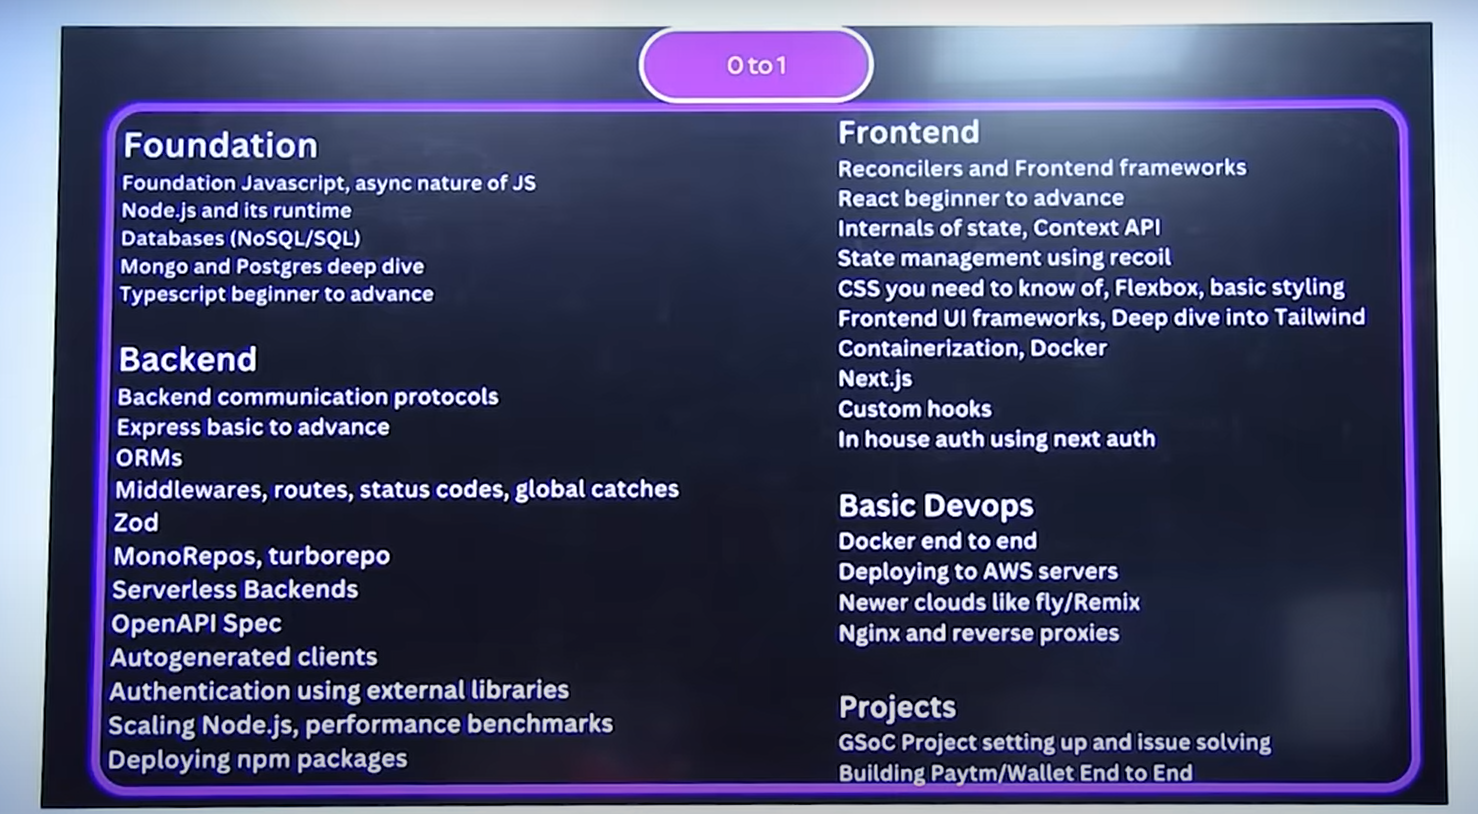 0 to 1
Foundation
Foundation Javascript, async nature of JS
Node.js and its runtime
Databases (NoSQL/SQL)
Mongo and Postgres deep dive
Typescript beginner to advance
Backend
Backend communication protocols
Express basic to advance
ORMs
Middlewares, routes, status codes, global catches
Zod
MonoRepos, turborepo
Serverless Backends
OpenAPI Spec
Autogenerated clients
Authentication using external libraries
Scaling Node.js, performance benchmarks
Deploying npm packages
Frontend
Reconcilers and Frontend frameworks
React beginner to advance
Internals of state, Context API
State management using recoil
CSS you need to know of, Flexbox, basic styling
Frontend UI frameworks, Deep dive into Tailwind
Containerization, Docker
Next.js
Custom hooks
In house auth using next auth
Basic Devops
Docker end to end
Deploying to AWS servers
Newer clouds like fly/Remix
Nginx and reverse proxies
Projects
GSoC Project setting up and issue solving
Building Paytm/Wallet End to End